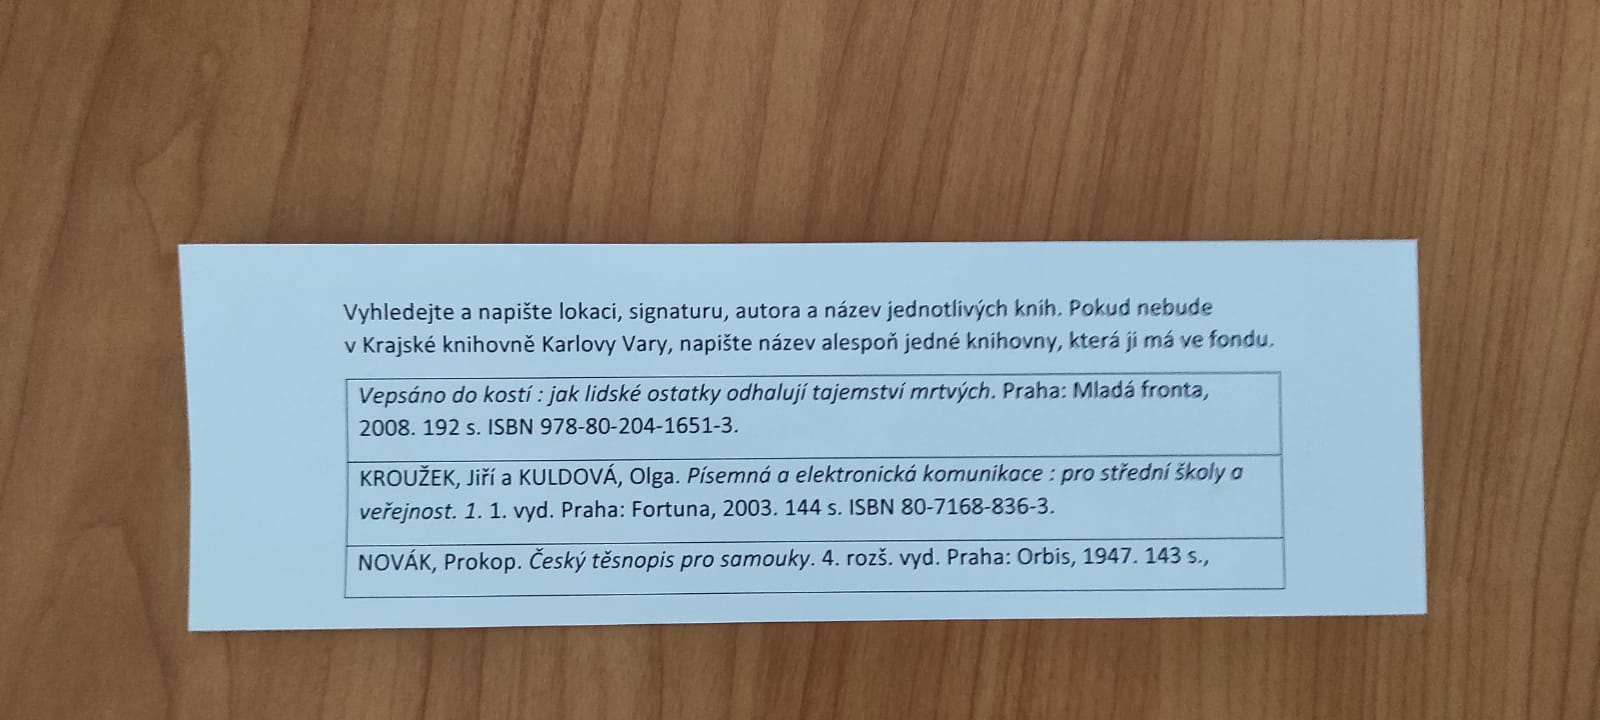 Vyhledejte a napište lokaci, signaturu, autora a název jednotlivých knih. Pokud nebude
v Krajské knihovně Karlovy Vary, napište název alespoň jedné knihovny, která ji má ve fondu.
Vepsáno do kostí : jak lidské ostatky odhalují tajemství mrtvých. Praha: Mladá fronta,
2008. 192 s. ISBN 978-80-204-1651-3.
KROUŽEK, Jiří a KULDOVÁ, Olga. Písemná a elektronická komunikace : pro střední školy a
veřejnost. 1. 1. vyd. Praha: Fortuna, 2003. 144 s. ISBN 80-7168-836-3.
NOVÁK, Prokop. Český těsnopis pro samouky. 4. rozš. vyd. Praha: Orbis, 1947. 143 s.,